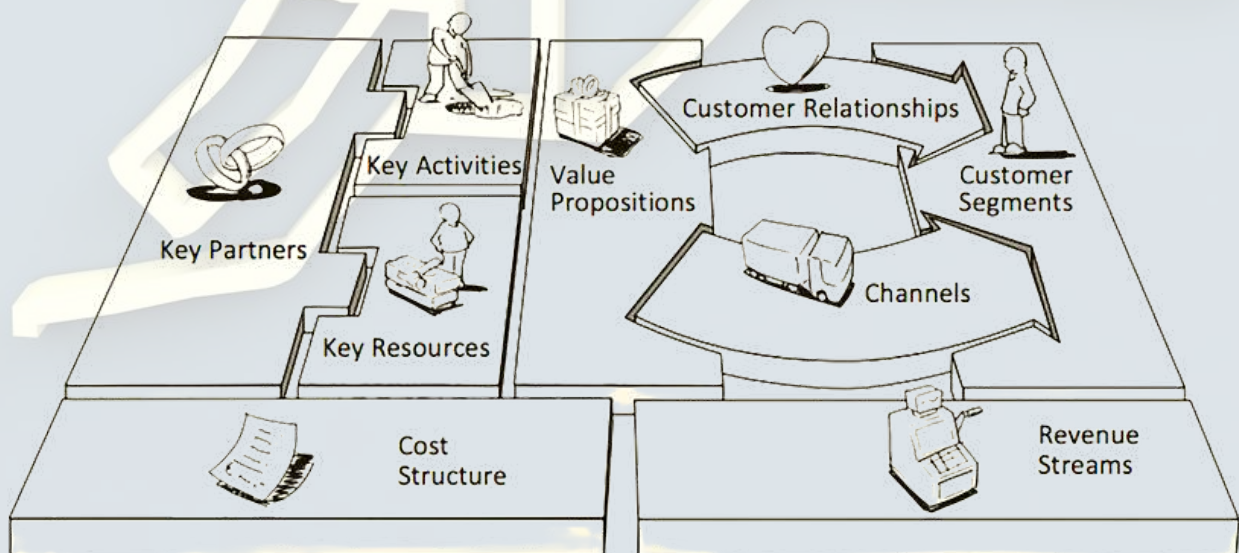 Customer Relationships
Key Activities
Value
Propositions
Customer
Segments
Key Partners
Channels
Key Resources
Cost
Structure
Revenue
Streams